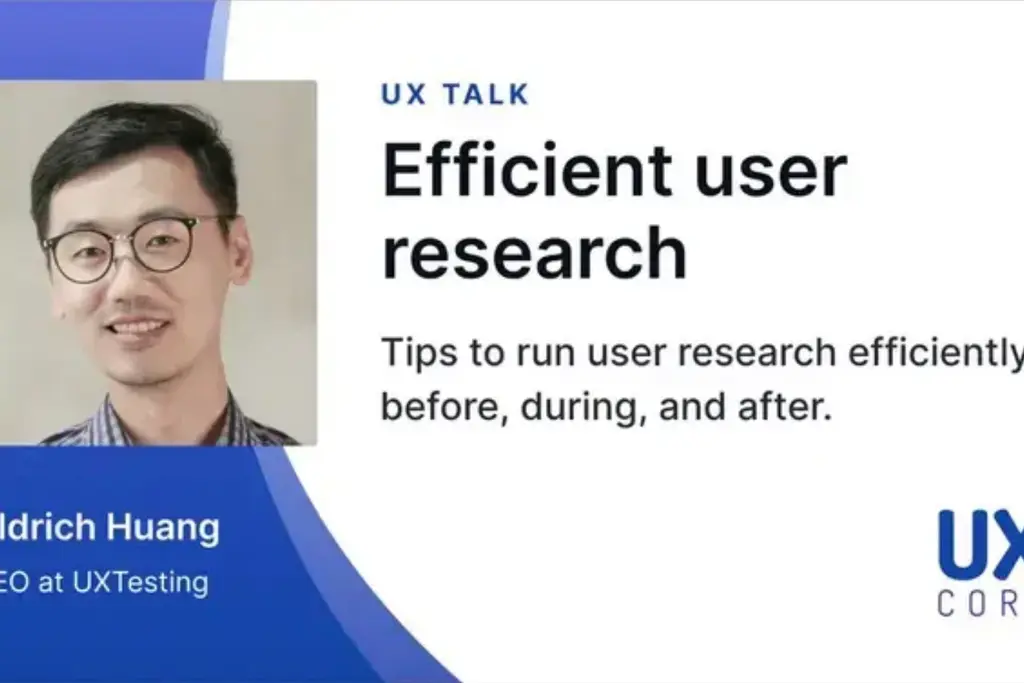 UX TALK
Efficient user
research
Tips to run user research efficiently
before, during, and after.
ldrich Huang
EO at UXTesting
UX
COR